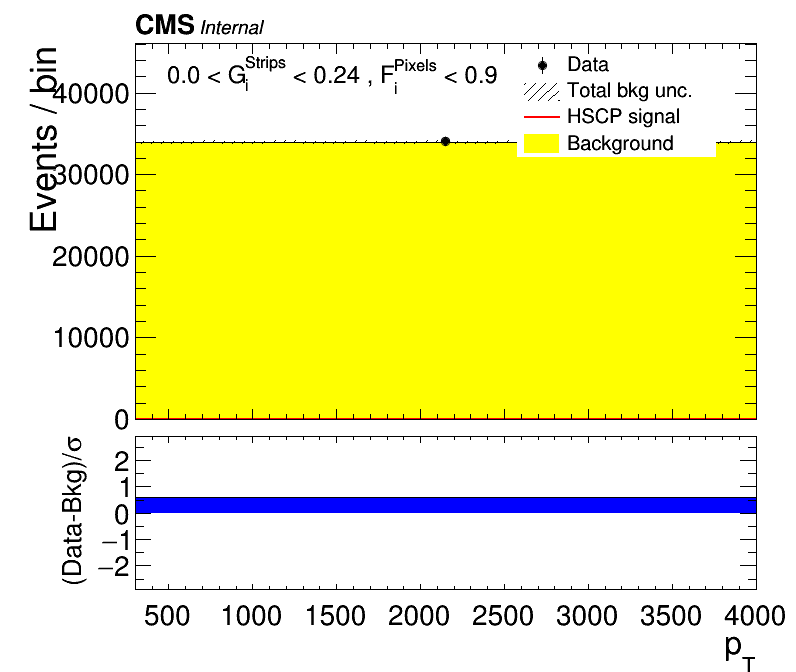 CMS Internal
0.0 < G_i^Strips < 0.24 , F_i^Pixels < 0.9
Data
Total bkg unc.
HSCP signal
Background
Events / bin
40000
30000
20000
10000
0
(Data-Bkg)/σ
2
1
0
−1
−2
500 1000 1500 2000 2500 3000 3500 4000
p_T